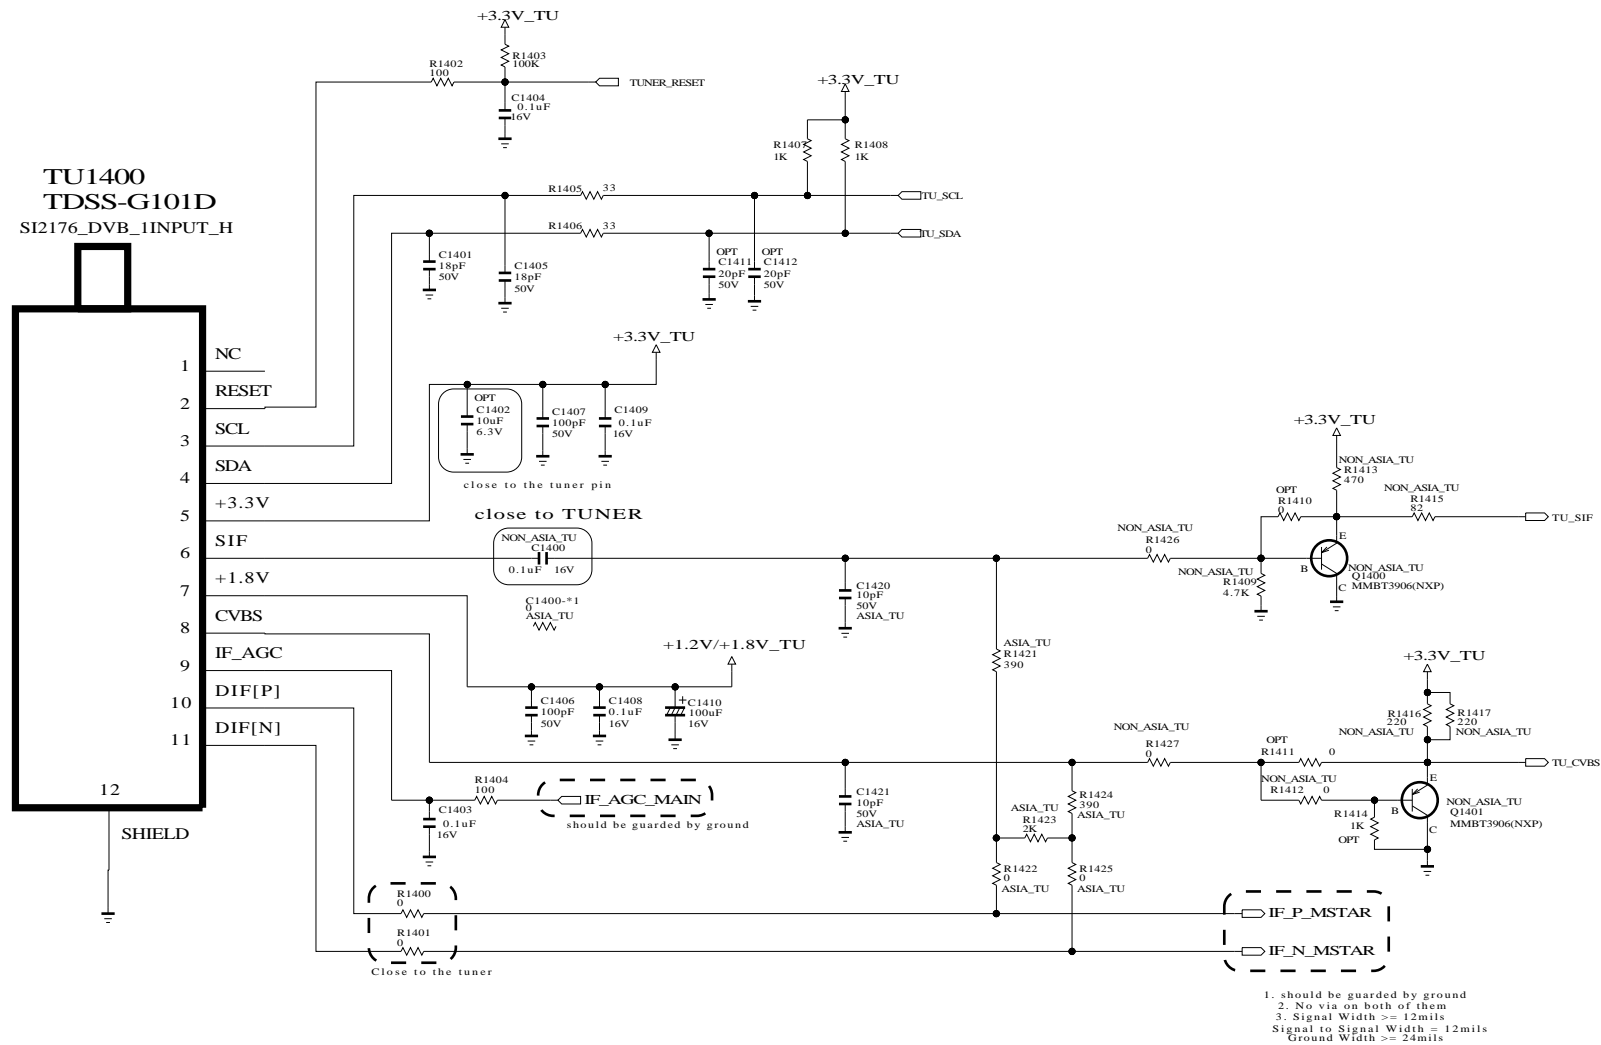 +3.3V_TU
R1403
100K
R1402
100
TUNER_RESET
C1404
0.1uF
16V
+3.3V_TU
R1407
1K
R1408
1K
TU1400
TDSS-G101D
SI2176_DVB_1INPUT_H
R1405 33
TU_SCL
R1406 33
TU_SDA
C1401
18pF
50V
C1405
18pF
50V
OPT
C1411
20pF
50V
OPT
C1412
20pF
50V
+3.3V_TU
1 NC
2 RESET
3 SCL
4 SDA
5 +3.3V
6 SIF
7 +1.8V
8 CVBS
9 IF_AGC
10 DIF[P]
11 DIF[N]
12
SHIELD
OPT
C1402
10uF
6.3V
C1407
100pF
50V
C1409
0.1uF
16V
close to the tuner pin
close to TUNER
NON_ASIA_TU
C1400
0.1uF 16V
C1400-*1
0
ASIA_TU
C1420
10pF
50V
ASIA_TU
NON_ASIA_TU
R1426
0
+3.3V_TU
NON_ASIA_TU
R1413
470
OPT
R1410
0
NON_ASIA_TU
R1415
82
TU_SIF
E
B
C
NON_ASIA_TU
Q1400
MMBT3906(NXP)
NON_ASIA_TU
R1409
4.7K
ASIA_TU
R1421
390
+1.2V/+1.8V_TU
C1406
100pF
50V
C1408
0.1uF
16V
+
C1410
100uF
16V
+3.3V_TU
R1416
220
NON_ASIA_TU
R1417
220
NON_ASIA_TU
NON_ASIA_TU
R1427
0
OPT
R1411 0
TU_CVBS
NON_ASIA_TU
R1412 0
E
B
C
NON_ASIA_TU
Q1401
MMBT3906(NXP)
R1414
1K
OPT
R1404
100
IF_AGC_MAIN
should be guarded by ground
C1403
0.1uF
16V
C1421
10pF
50V
ASIA_TU
R1424
390
ASIA_TU
ASIA_TU
R1423
2K
R1422
0
ASIA_TU
R1425
0
ASIA_TU
R1400
0
R1401
0
Close to the tuner
IF_P_MSTAR
IF_N_MSTAR
1. should be guarded by ground
2. No via on both of them
3. Signal Width >= 12mils
Signal to Signal Width = 12mils
Ground Width >= 24mils